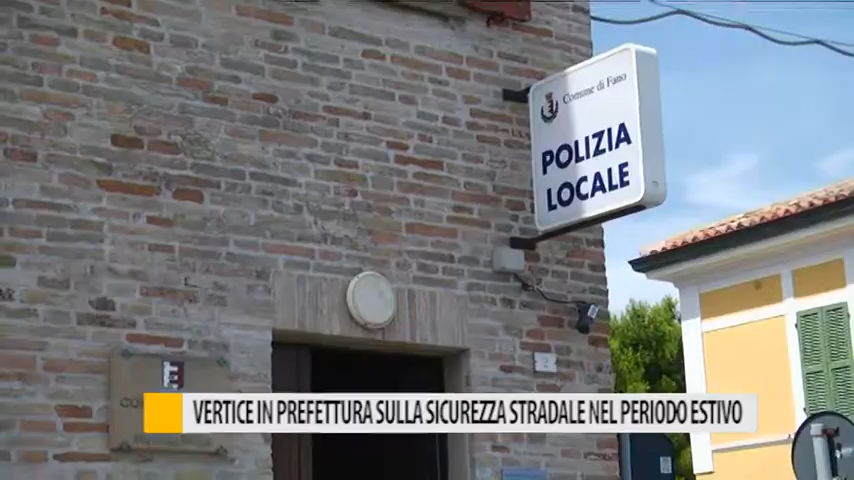 Comune di Fano
POLIZIA
LOCALE
VERTICE IN PREFETTURA SULLA SICUREZZA STRADALE NEL PERIODO ESTIVO